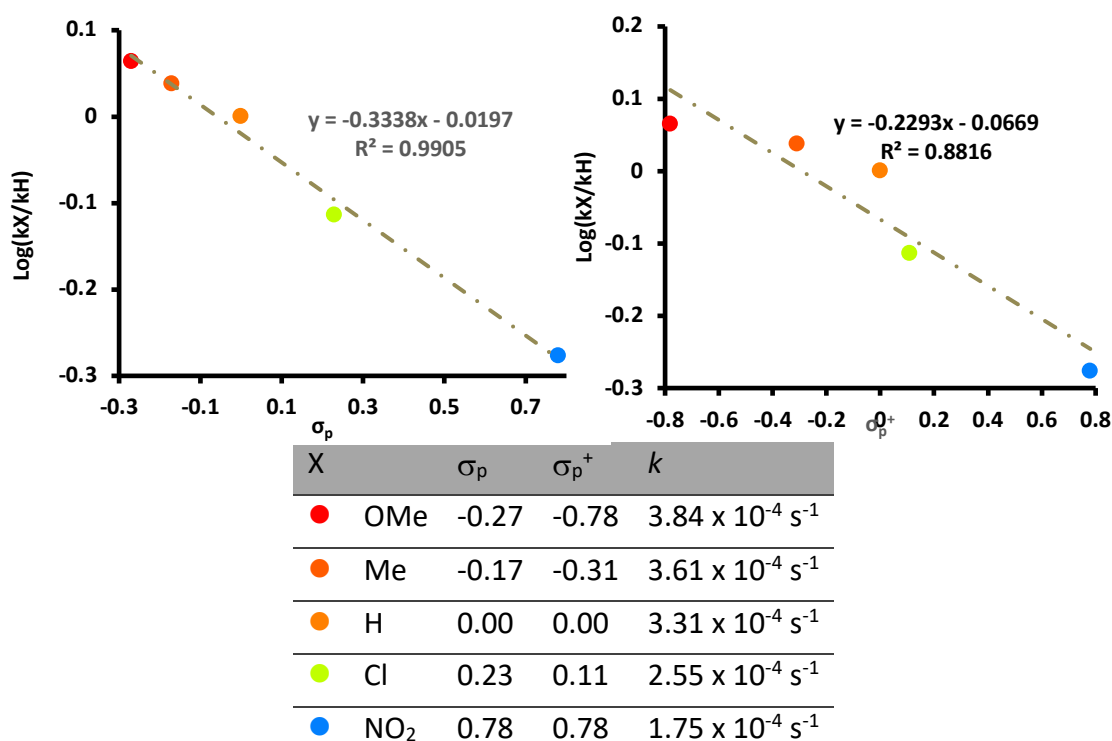 0.1
0
-0.1
-0.2
-0.3
Log(kX/kH)
y = -0.3338x - 0.0197
R² = 0.9905
-0.3 -0.1 0.1 0.3 0.5 0.7
σp
0.2
0.1
0
-0.1
-0.2
-0.3
Log(kX/kH)
y = -0.2293x - 0.0669
R² = 0.8816
-0.8 -0.6 -0.4 -0.2 0 0.2 0.4 0.6 0.8
σp⁺
X σp σp⁺ k
OMe -0.27 -0.78 3.84 x 10⁻⁴ s⁻¹
Me -0.17 -0.31 3.61 x 10⁻⁴ s⁻¹
H 0.00 0.00 3.31 x 10⁻⁴ s⁻¹
Cl 0.23 0.11 2.55 x 10⁻⁴ s⁻¹
NO₂ 0.78 0.78 1.75 x 10⁻⁴ s⁻¹